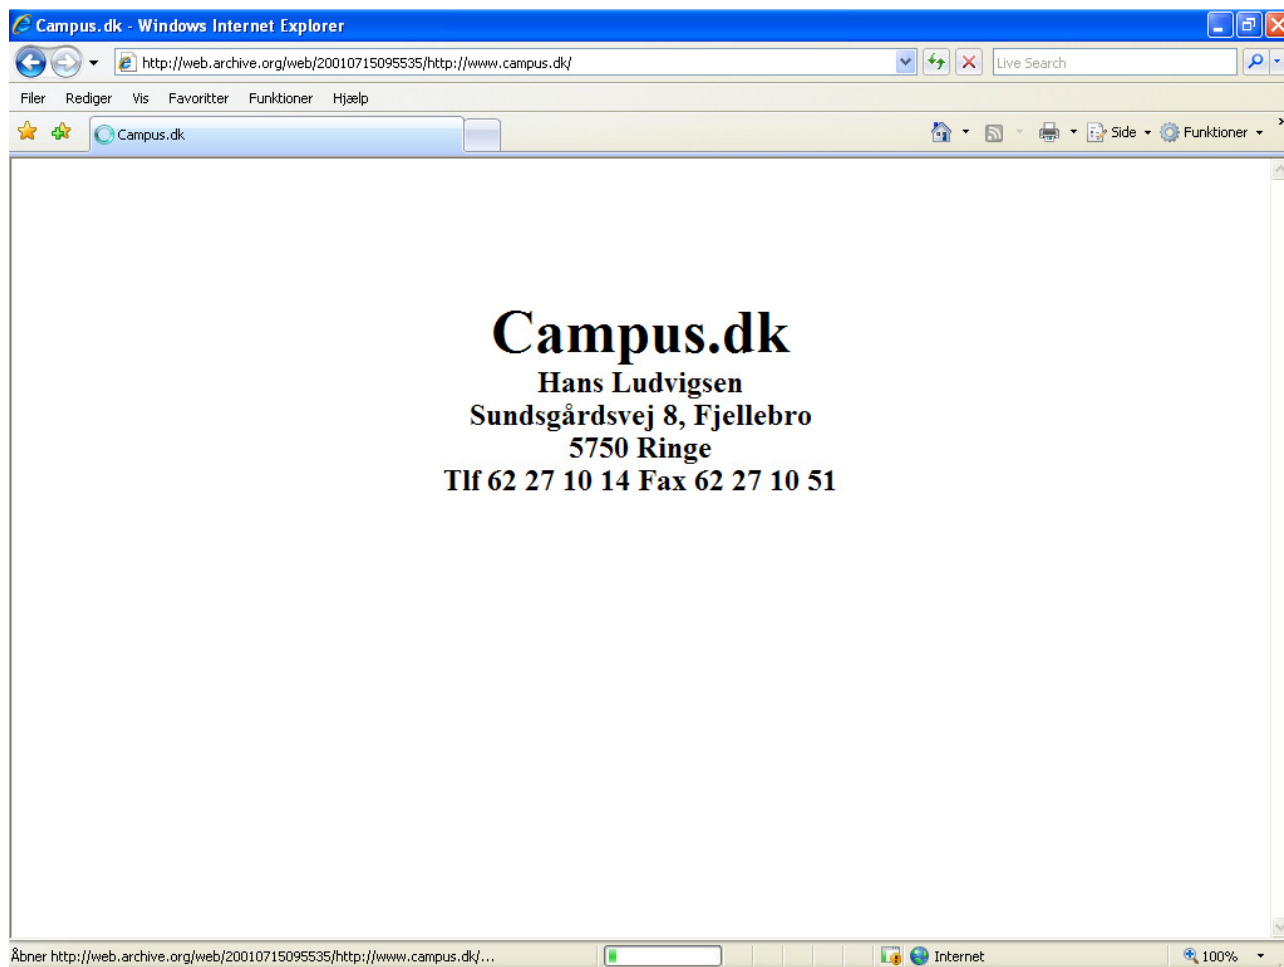 Campus.dk - Windows Internet Explorer
http://web.archive.org/web/20010715095535/http://www.campus.dk/
Live Search
Filer Rediger Vis Favoritter Funktioner Hjælp
Campus.dk
Side Funktioner
Campus.dk
Hans Ludvigsen
Sundsgårdsvej 8, Fjellebro
5750 Ringe
Tlf 62 27 10 14 Fax 62 27 10 51
Åbner http://web.archive.org/web/20010715095535/http://www.campus.dk/...
Internet
100%